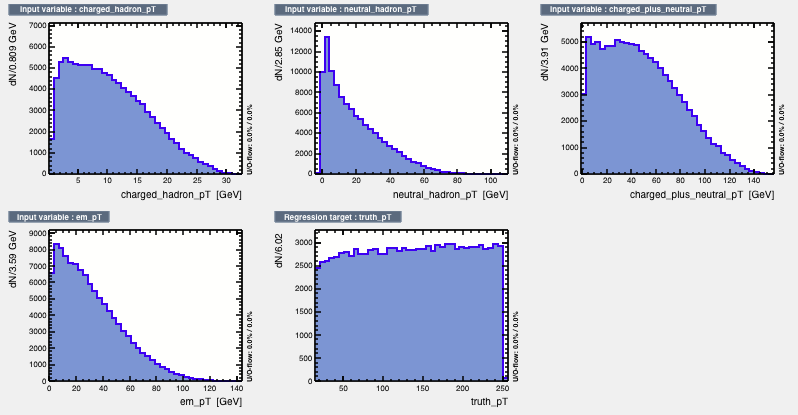 Input variable : charged_hadron_pT
dN/0.809 GeV
7000
6000
5000
4000
3000
2000
1000
0
5 10 15 20 25 30
charged_hadron_pT [GeV]
U/O-flow: 0.0% / 0.0%
Input variable : neutral_hadron_pT
dN/2.85 GeV
14000
12000
10000
8000
6000
4000
2000
0 20 40 60 80 100
neutral_hadron_pT [GeV]
U/O-flow: 0.0% / 0.0%
Input variable : charged_plus_neutral_pT
dN/3.91 GeV
5000
4000
3000
2000
1000
0
0 20 40 60 80 100 120 140
charged_plus_neutral_pT [GeV]
U/O-flow: 0.0% / 0.0%
Input variable : em_pT
dN/3.59 GeV
9000
8000
7000
6000
5000
4000
3000
2000
1000
0
0 20 40 60 80 100 120 140
em_pT [GeV]
U/O-flow: 0.0% / 0.0%
Regression target : truth_pT
dN/6.02
3000
2500
2000
1500
1000
500
0
50 100 150 200 250
truth_pT
U/O-flow: 0.0% / 0.0%